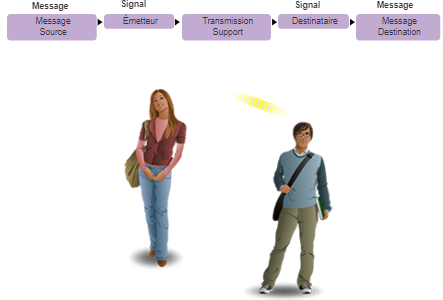 Message
Signal
Signal
Message
Message
Source
Émetteur
Transmission
Support
Destinataire
Message
Destination